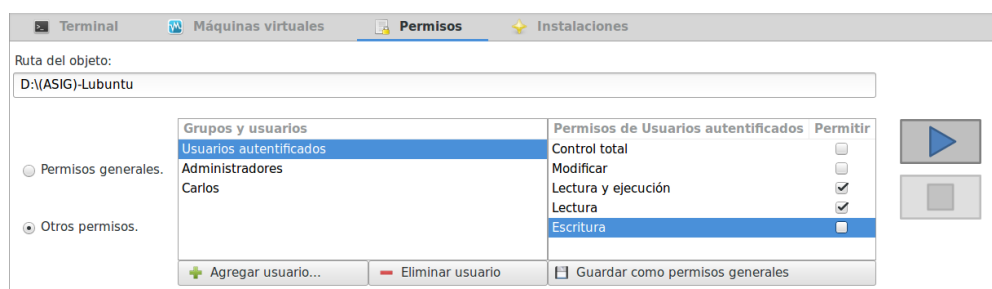 Terminal Máquinas virtuales Permisos Instalaciones
Ruta del objeto:
D:\(ASIG)-Lubuntu
Grupos y usuarios Permisos de Usuarios autentificados Permitir
Usuarios autentificados Control total
Administradores Modificar
Carlos Lectura y ejecución
Lectura
Escritura
Permisos generales.
Otros permisos.
Agregar usuario... Eliminar usuario Guardar como permisos generales